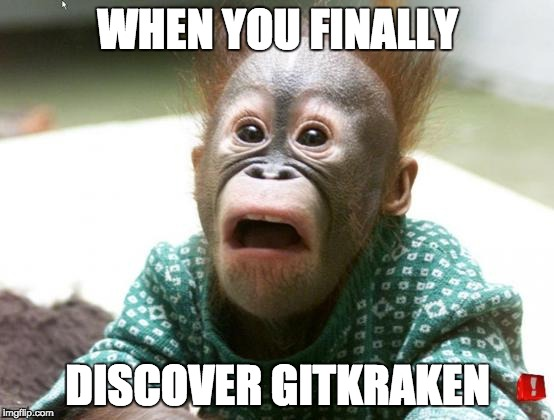 WHEN YOU FINALLY
DISCOVER GITKRAKEN
!
imgflip.com